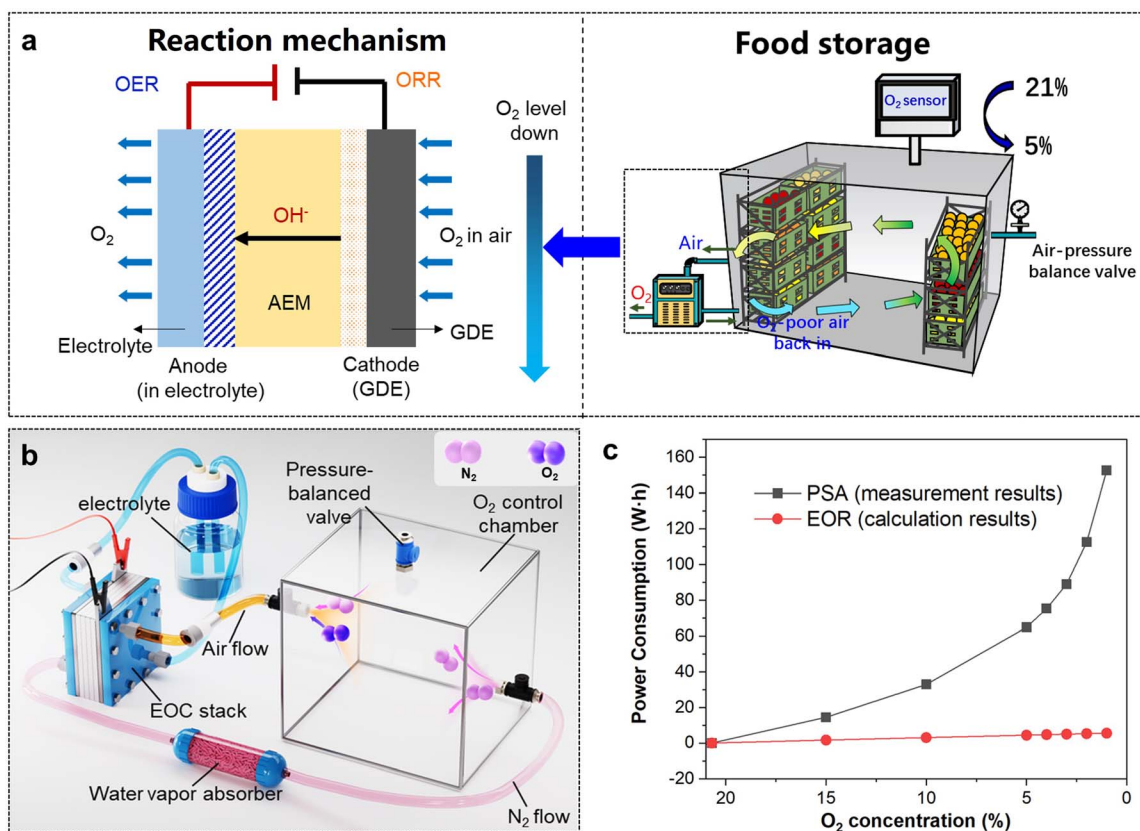 a
Reaction mechanism
OER
ORR
O₂
OH⁻
AEM
O₂ in air
Electrolyte
GDE
Anode
(in electrolyte)
Cathode
(GDE)
O₂ level
down
Food storage
O₂ sensor
21%
5%
Air
O₂
O₂-poor air
back in
Air-pressure
balance valve
b
electrolyte
Pressure-
balanced
valve
N₂
O₂
O₂ control
chamber
Air flow
EOC stack
Water vapor absorber
N₂ flow
c
Power Consumption (W·h)
160
140
120
100
80
60
40
20
0
-20
PSA (measurement results)
EOR (calculation results)
20
15
10
5
0
O₂ concentration (%)